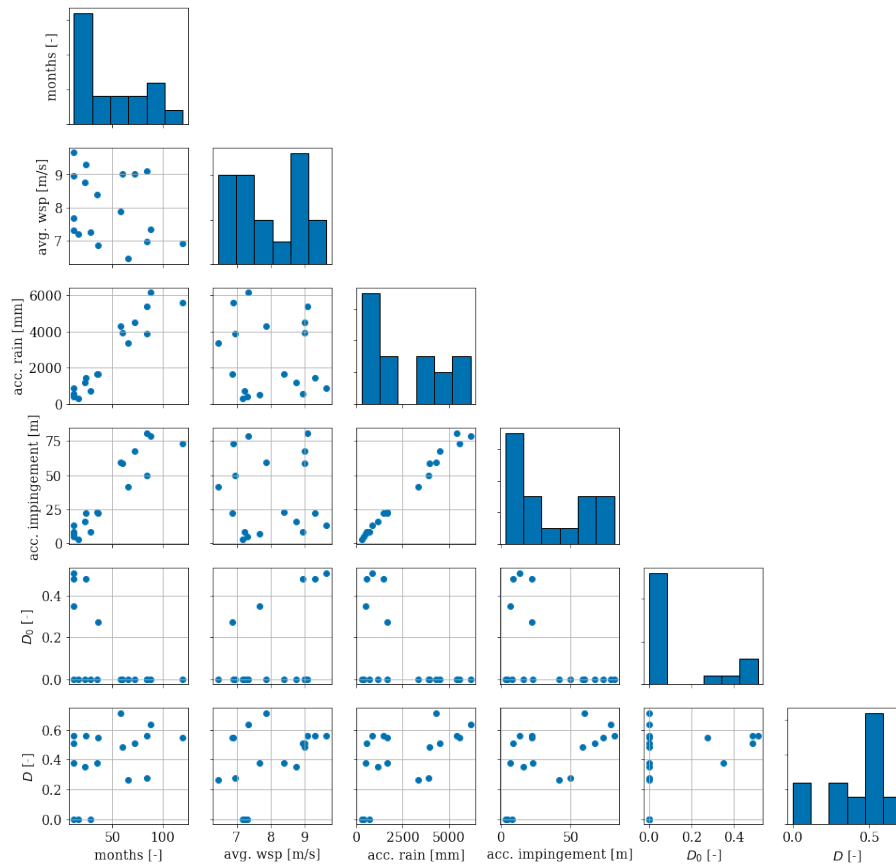 months [-]
avg. wsp [m/s]
9
8
7
acc. rain [mm]
6000
4000
2000
0
acc. impingement [m]
75
50
25
0
D₀ [-]
0.4
0.2
0.0
D [-]
0.6
0.4
0.2
0.0
50 100
7 8 9
0 2500 5000
0 50
0.0 0.2 0.4
0.0 0.5
months [-]
avg. wsp [m/s]
acc. rain [mm]
acc. impingement [m]
D₀ [-]
D [-]